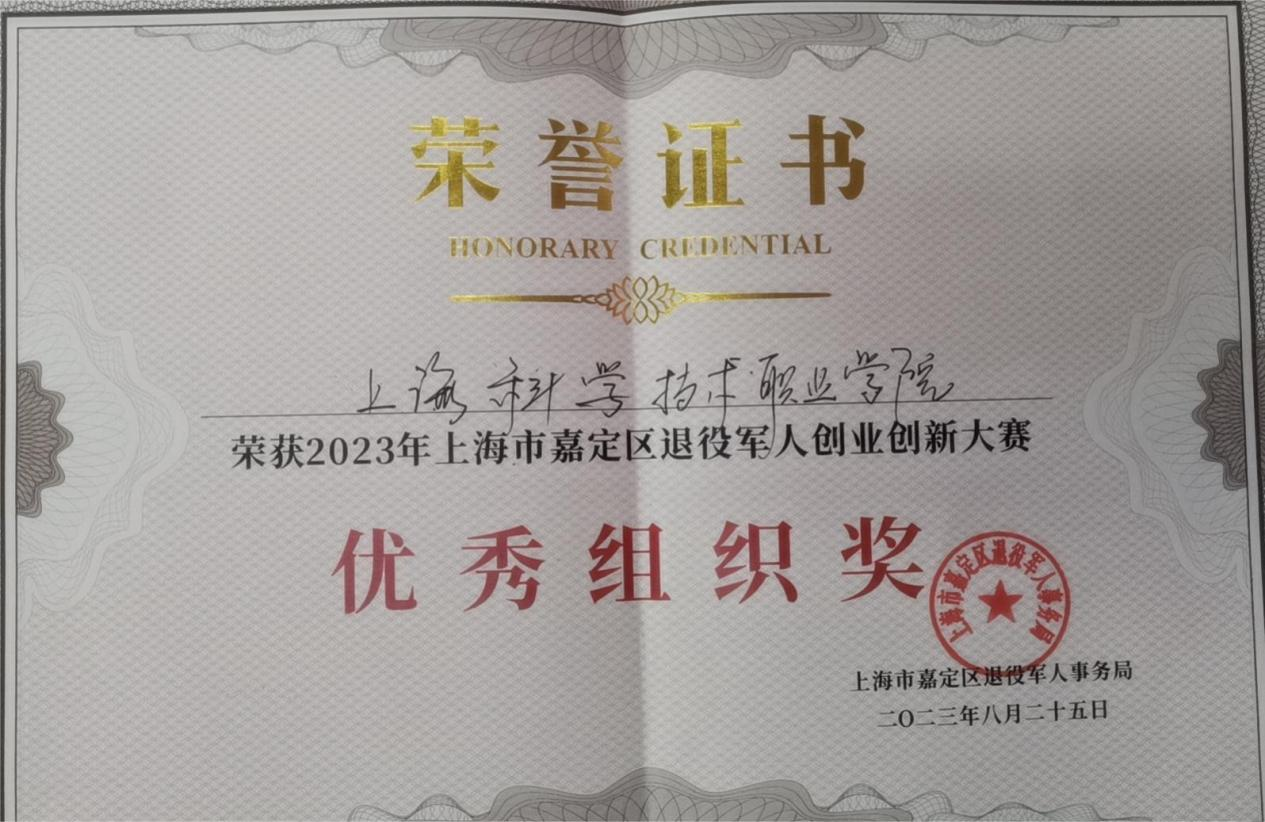 荣誉证书
HONORARY CREDENTIAL
上海科学技术职业学院
荣获2023年上海市嘉定区退役军人创业创新大赛
优秀组织奖
上海市嘉定区退役军人事务局
上海市嘉定区退役军人事务局
二〇二三年八月二十五日